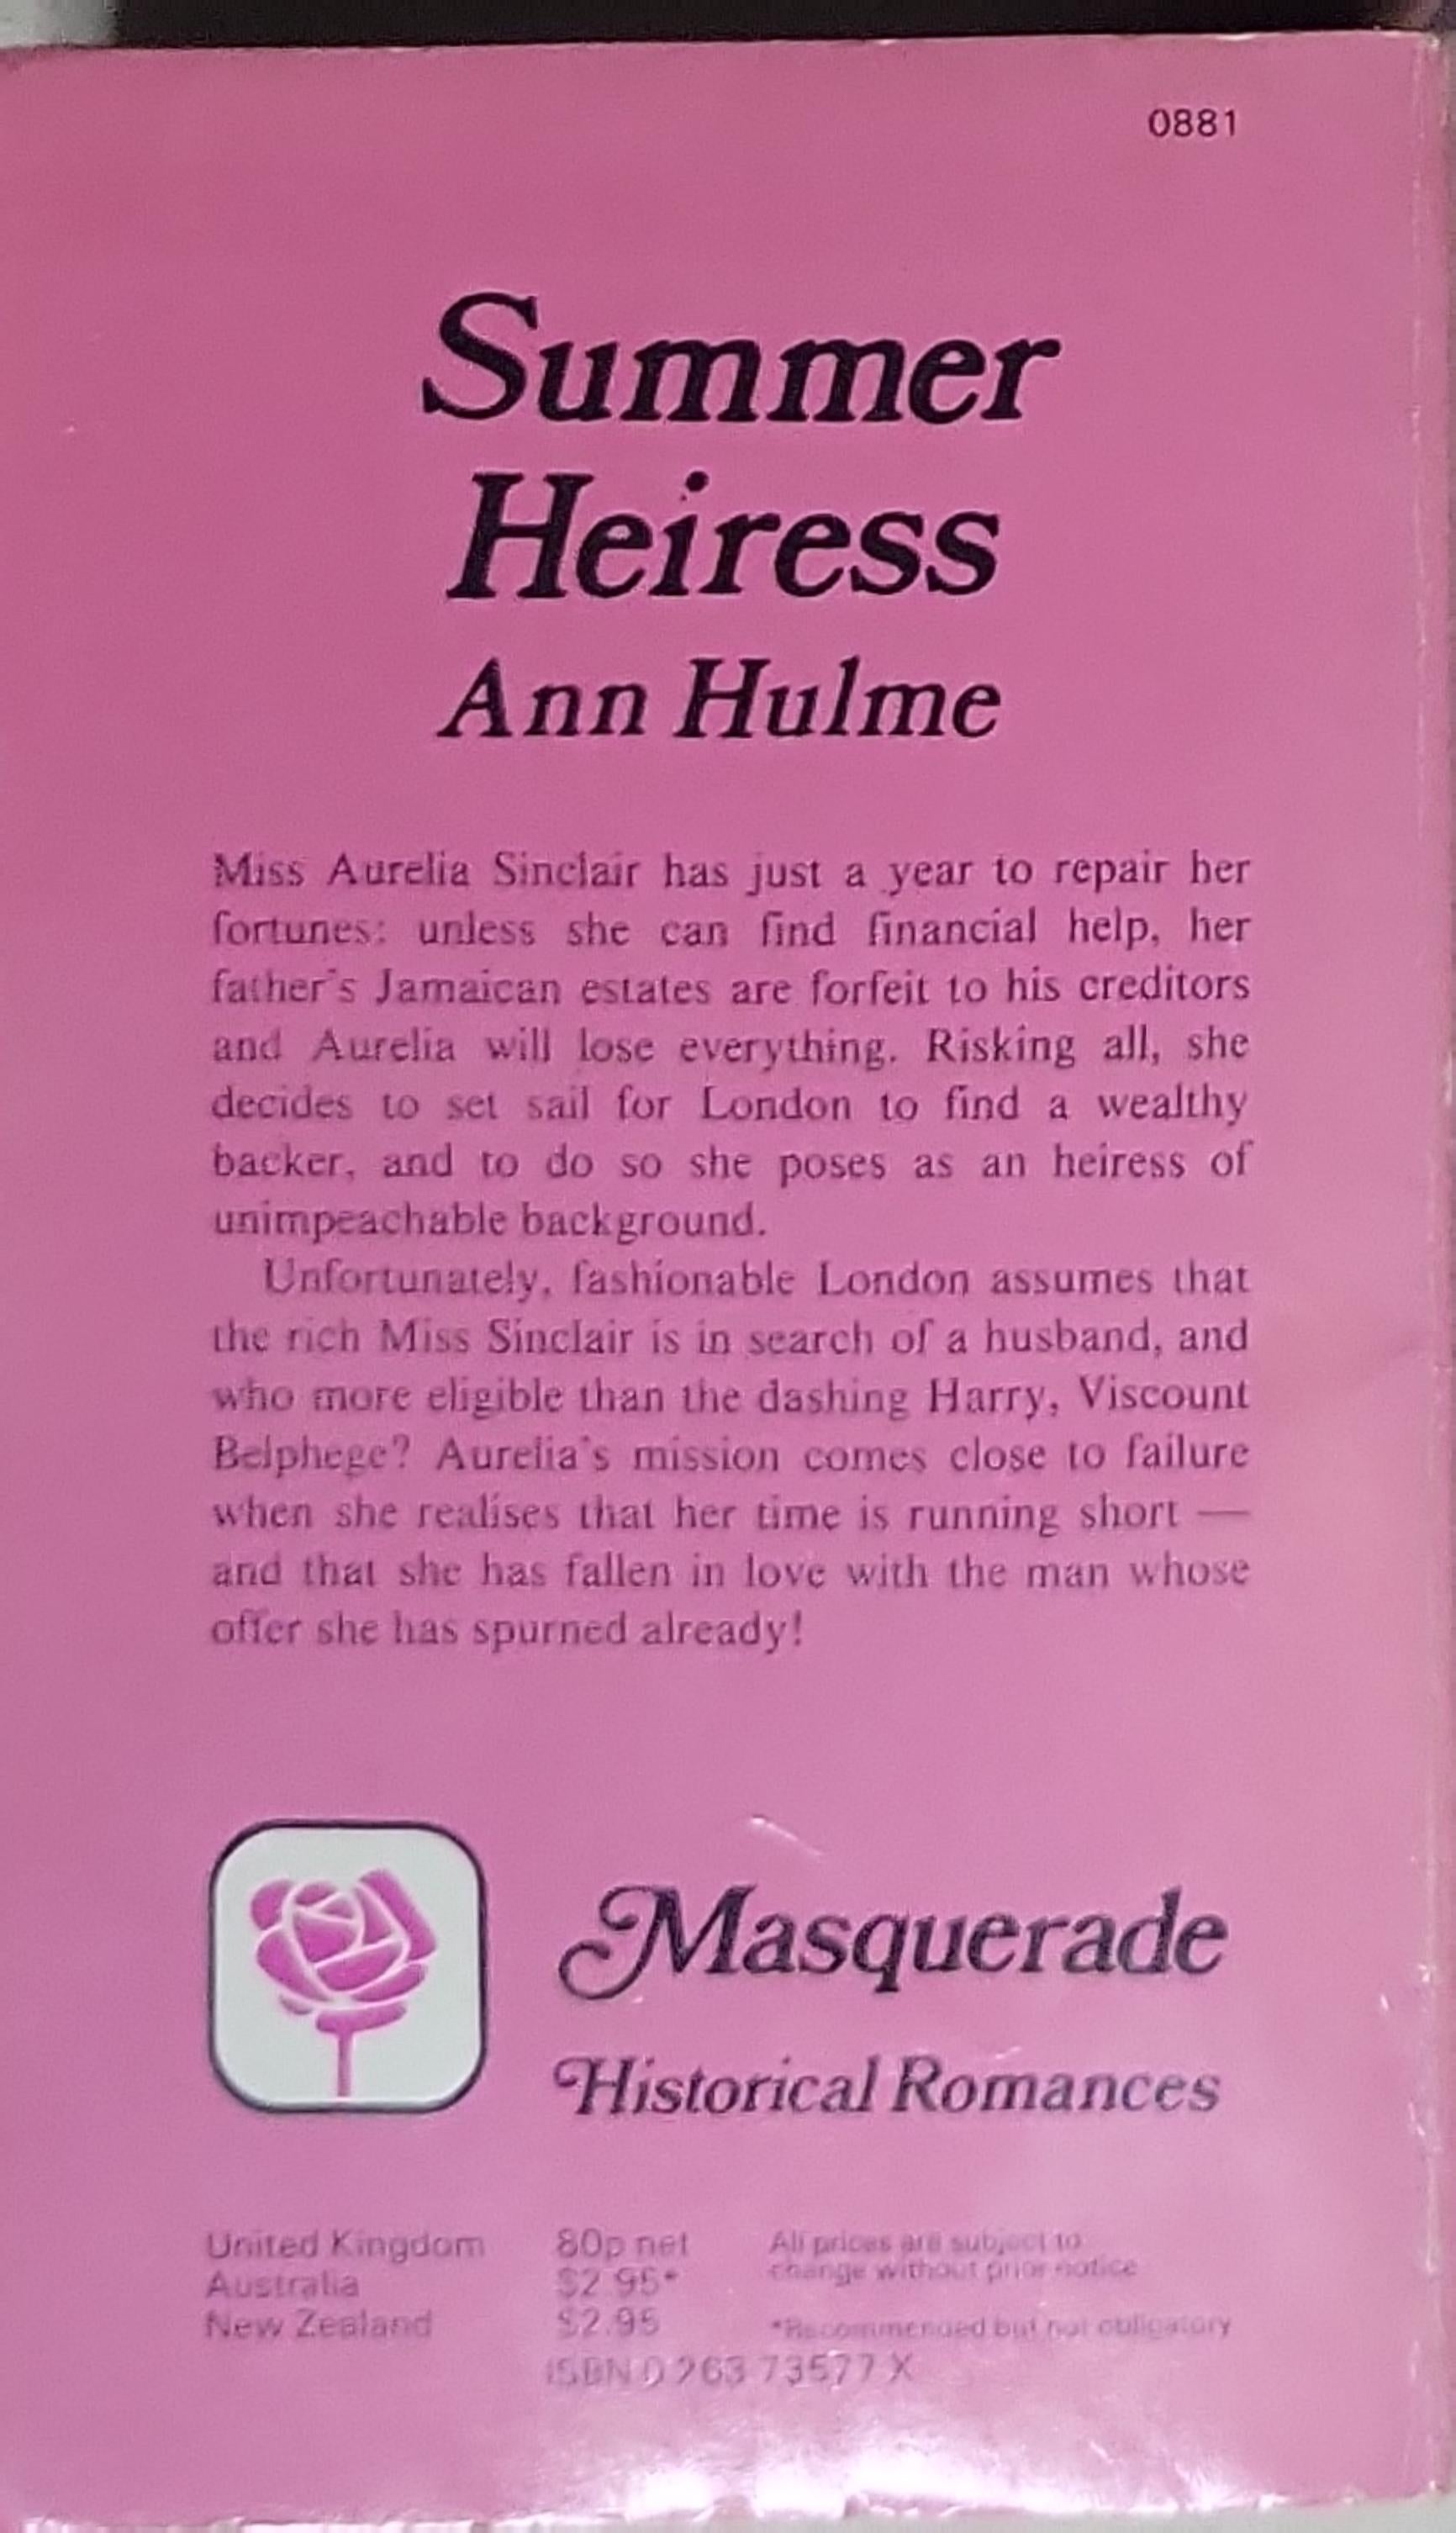 0881
Summer
Heiress
Ann Hulme
Miss Aurelia Sinclair has just a year to repair her
fortunes: unless she can find financial help, her
father's Jamaican estates are forfeit to his creditors
and Aurelia will lose everything. Risking all, she
decides to set sail for London to find a wealthy
backer, and to do so she poses as an heiress of
unimpeachable background.
Unfortunately, fashionable London assumes that
the rich Miss Sinclair is in search of a husband, and
who more eligible than the dashing Harry, Viscount
Belphege? Aurelia's mission comes close to failure
when she realises that her time is running short —
and that she has fallen in love with the man whose
offer she has spurned already!
Masquerade
Historical Romances
United Kingdom 80p net
Australia $2.95*
New Zealand $2.95
All prices are subject to
change without prior notice
*Recommended but not obligatory
ISBN 0 263 73577 X